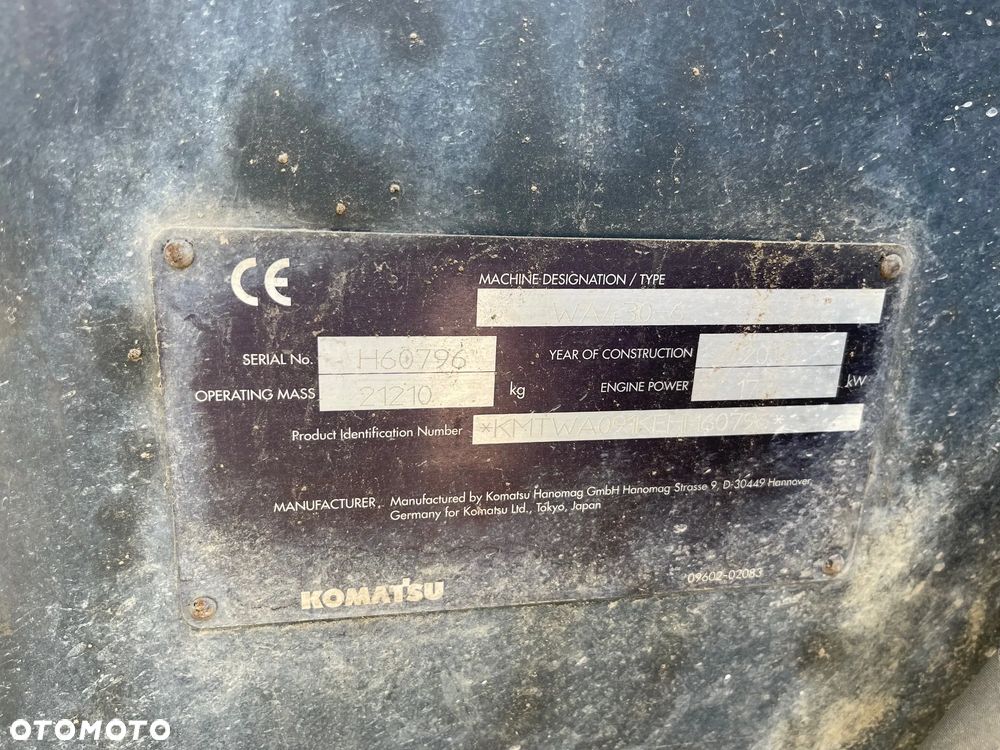 CE
MACHINE DESIGNATION / TYPE
SERIAL No. H60796
YEAR OF CONSTRUCTION
OPERATING MASS 21210 kg
ENGINE POWER kW
Product Identification Number
MANUFACTURER, Manufactured by Komatsu Hanomag GmbH Hanomag Strasse 9, D-30449 Hannover,
Germany for Komatsu Ltd., Tokyo, Japan
KOMATSU
09602-02083
OTOMOTO